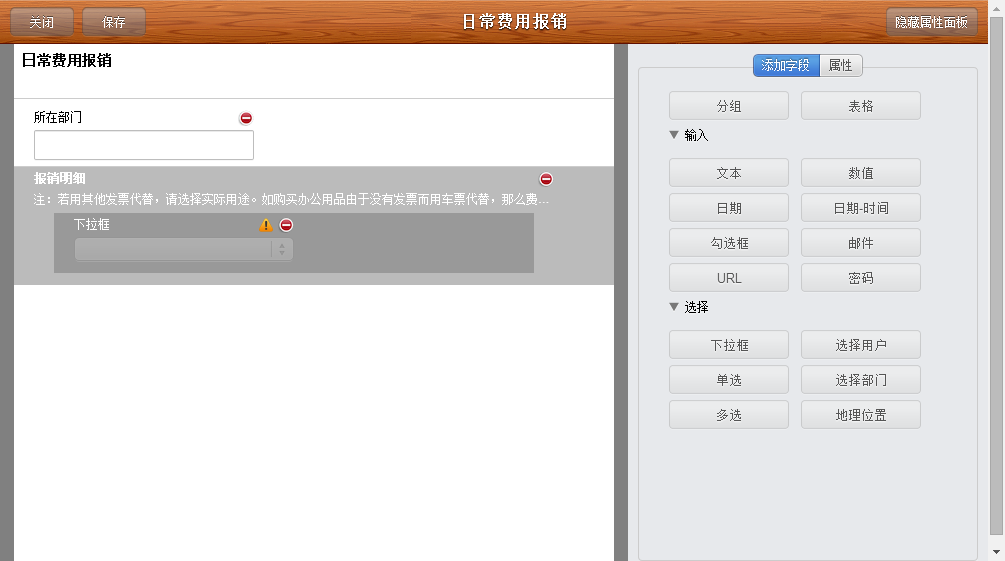 关闭 保存 日常费用报销 隐藏属性面板
日常费用报销
所在部门
报销明细
注：若用其他发票代替，请选择实际用途。如购买办公用品由于没有发票而用车票代替，那么费...
下拉框
添加字段 属性
分组 表格
输入
文本 数值
日期 日期-时间
勾选框 邮件
URL 密码
选择
下拉框 选择用户
单选 选择部门
多选 地理位置